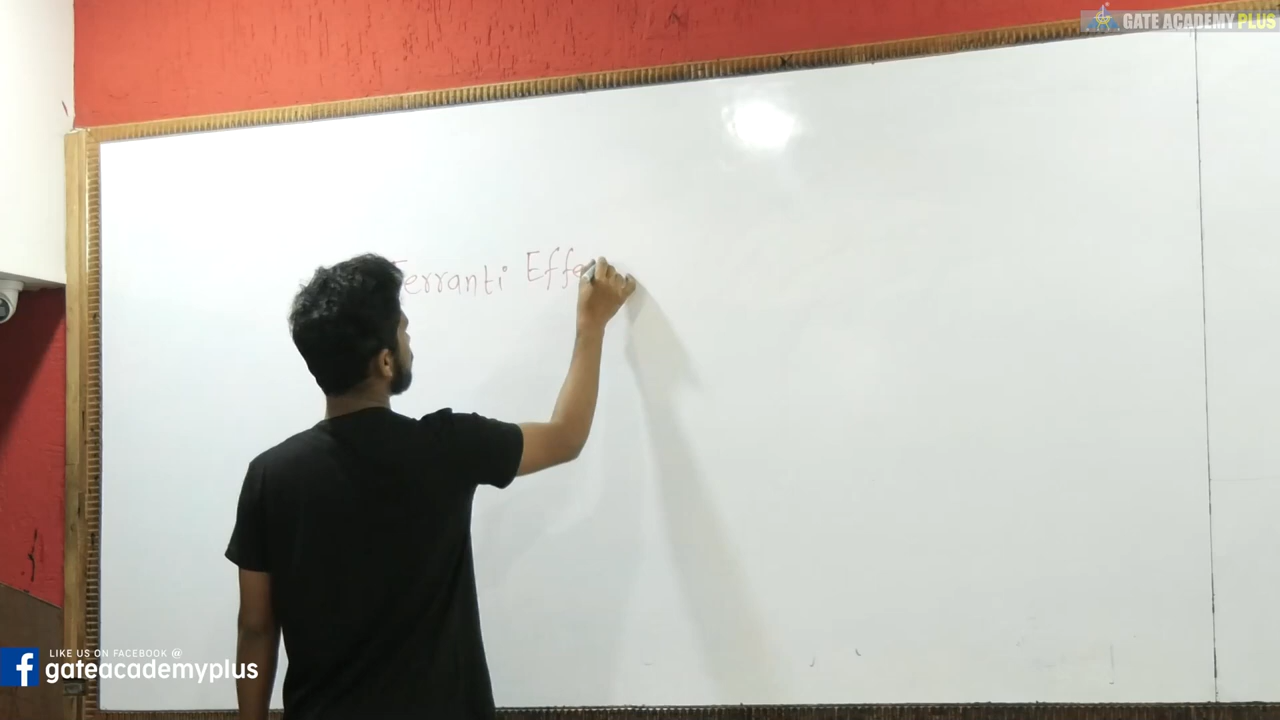 GATE ACADEMY PLUS
Ferranti Effe
LIKE US ON FACEBOOK @
f gateacademyplus